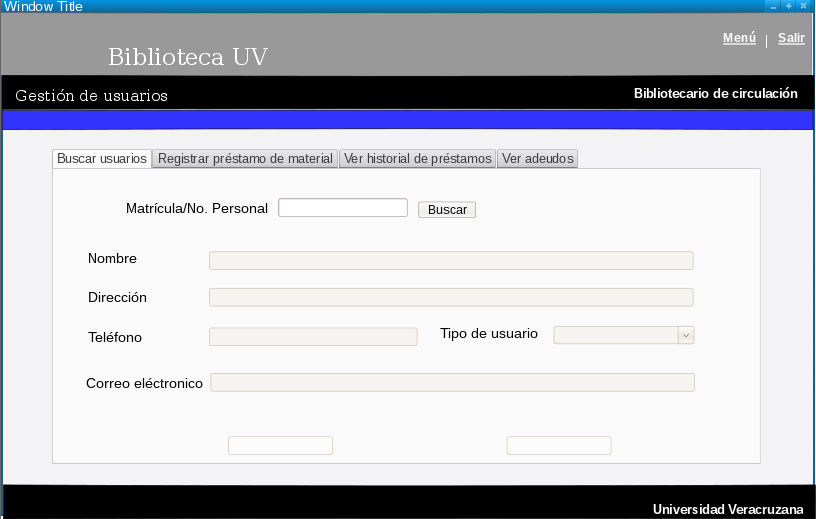 Window Title
Menú | Salir
Biblioteca UV
Gestión de usuarios
Bibliotecario de circulación
Buscar usuarios
Registrar préstamo de material
Ver historial de préstamos
Ver adeudos
Matrícula/No. Personal
Buscar
Nombre
Dirección
Teléfono
Tipo de usuario
Correo eléctronico
Universidad Veracruzana